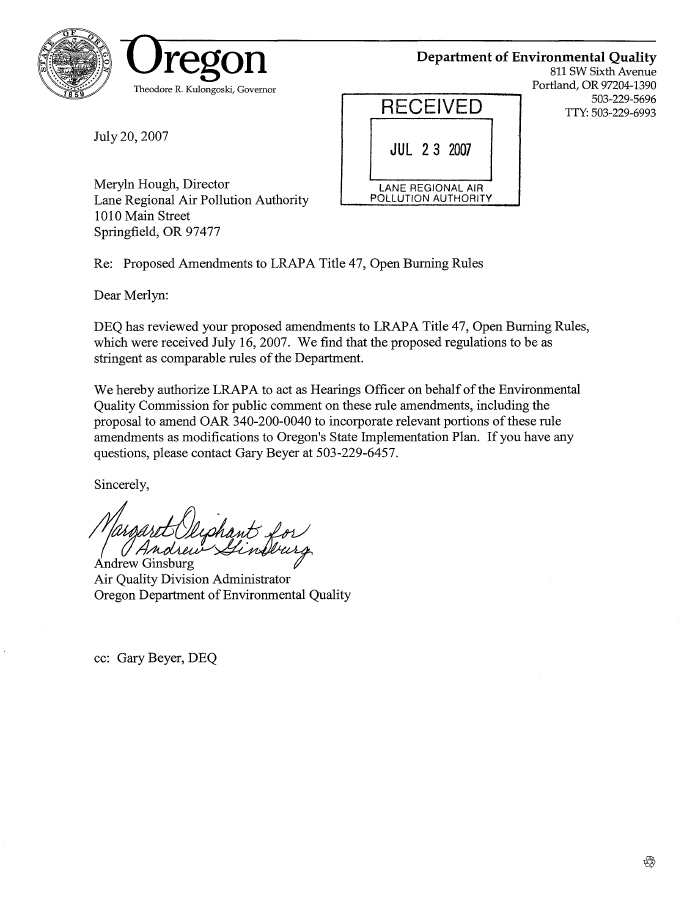 STATE OF OREGON
1859
Oregon
Theodore R. Kulongoski, Governor
Department of Environmental Quality
811 SW Sixth Avenue
Portland, OR 97204-1390
503-229-5696
TTY: 503-229-6993
RECEIVED
JUL 23 2007
LANE REGIONAL AIR
POLLUTION AUTHORITY
July 20, 2007
Meryln Hough, Director
Lane Regional Air Pollution Authority
1010 Main Street
Springfield, OR 97477
Re: Proposed Amendments to LRAPA Title 47, Open Burning Rules
Dear Merlyn:
DEQ has reviewed your proposed amendments to LRAPA Title 47, Open Burning Rules,
which were received July 16, 2007. We find that the proposed regulations to be as
stringent as comparable rules of the Department.
We hereby authorize LRAPA to act as Hearings Officer on behalf of the Environmental
Quality Commission for public comment on these rule amendments, including the
proposal to amend OAR 340-200-0040 to incorporate relevant portions of these rule
amendments as modifications to Oregon's State Implementation Plan. If you have any
questions, please contact Gary Beyer at 503-229-6457.
Sincerely,
Margaret Oliphant for
Andrew Ginsburg
Andrew Ginsburg
Air Quality Division Administrator
Oregon Department of Environmental Quality
cc: Gary Beyer, DEQ